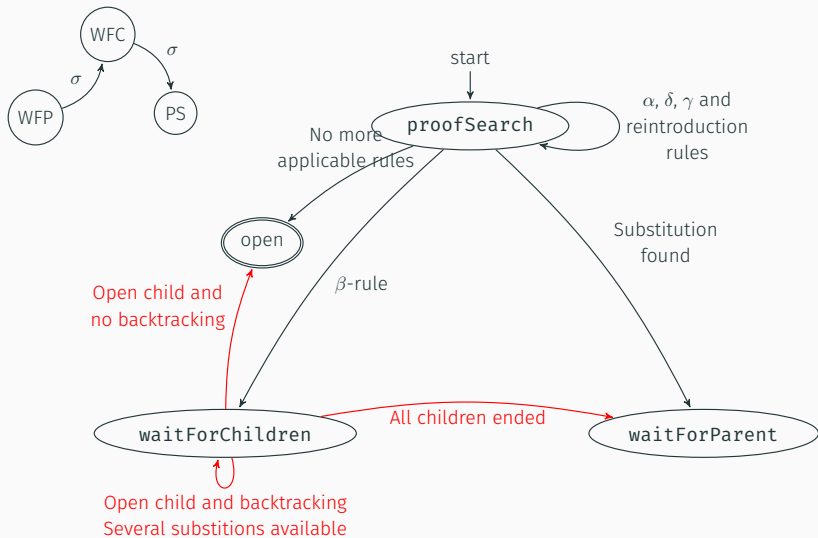 WFC
σ
σ
WFP
PS
start
proofSearch
α, δ, γ and
reintroduction
rules
No more
applicable rules
open
Substitution
found
Open child and
no backtracking
β-rule
All children ended
waitForChildren
waitForParent
Open child and backtracking
Several substitions available